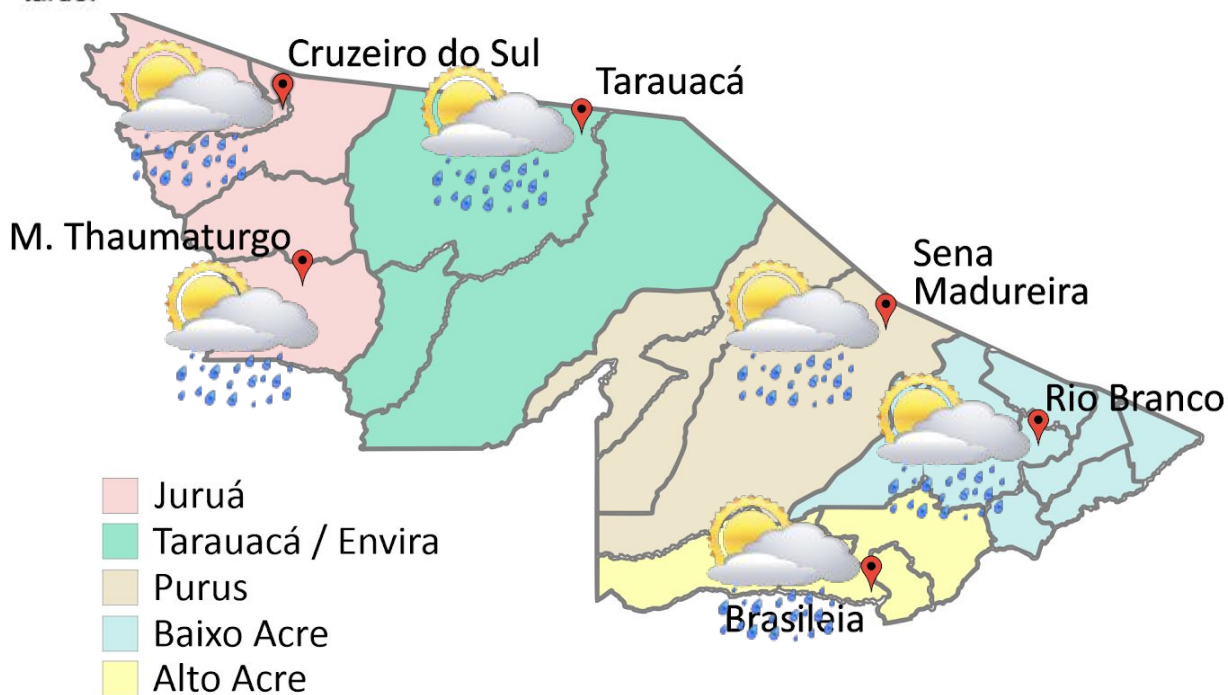 Cruzeiro do Sul
Tarauacá
M. Thaumaturgo
Sena
Madureira
Rio Branco
Brasileia
Juruá
Tarauacá / Envira
Purus
Baixo Acre
Alto Acre